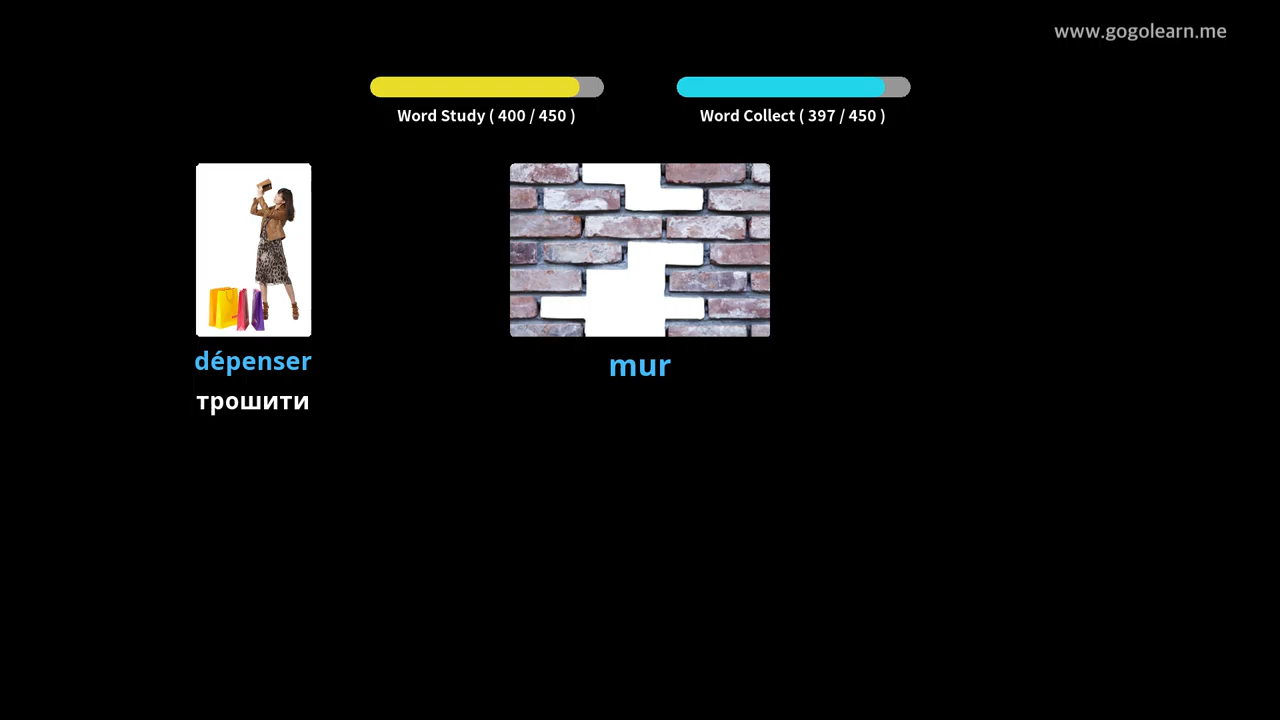 www.gogolearn.me
Word Study ( 400 / 450 )
Word Collect ( 397 / 450 )
dépenser
трошити
mur